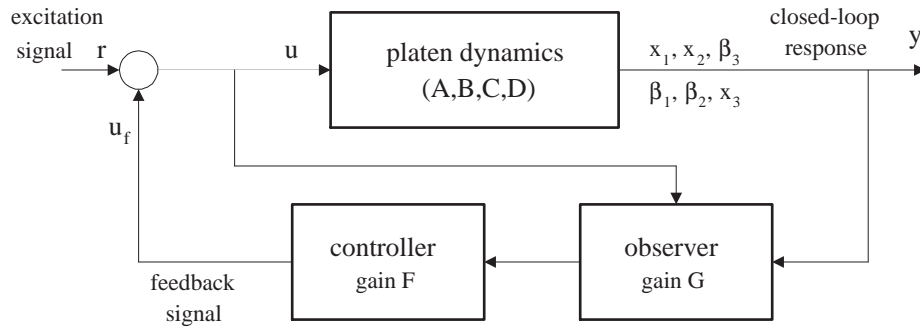 excitation
signal
r
u
platen dynamics
(A,B,C,D)
x₁, x₂, β₃
β₁, β₂, x₃
closed-loop
response
y
u_f
controller
gain F
observer
gain G
feedback
signal